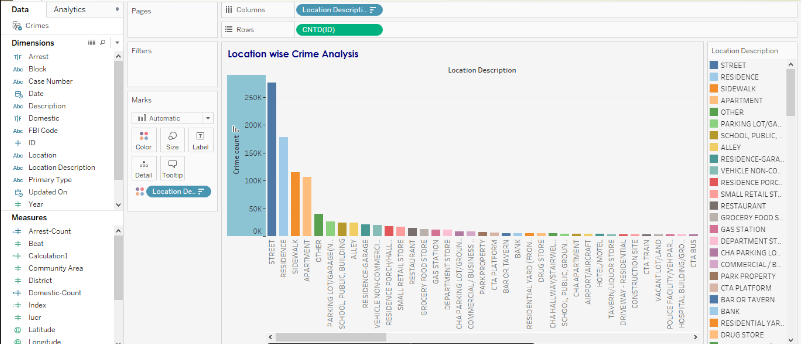 Data
Analytics
Crimes
Dimensions
T|F Arrest
Abc Block
Abc Case Number
Date
Abc Description
T|F Domestic
Abc FBI Code
# ID
Abc Location
Abc Location Description
Abc Primary Type
Updated On
Year
Measures
Arrest-Count
# Beat
Calculation1
# Community Area
# District
Domestic-Count
# Index
# Iucr
Latitude
Longitude
Pages
Filters
Marks
Automatic
Color
Size
Label
Detail
Tooltip
Location De..
Columns
Location Descripti..
Rows
CNTD(ID)
Location wise Crime Analysis
Location Description
Crime count
250K
200K
150K
100K
50K
0K
STREET
RESIDENCE
SIDEWALK
APARTMENT
OTHER
PARKING LOT/GARAGE(N..
SCHOOL, PUBLIC, BUILDING
ALLEY
RESIDENCE-GARAGE
VEHICLE NON-COMMERCI..
RESIDENCE PORCH/HALL..
SMALL RETAIL STORE
RESTAURANT
GROCERY FOOD STORE
GAS STATION
DEPARTMENT STORE
CHA PARKING LOT/GROUN..
COMMERCIAL / BUSINESS ..
PARK PROPERTY
CTA PLATFORM
BAR OR TAVERN
BANK
RESIDENTIAL YARD (FRON..
DRUG STORE
CHA HALLWAY/STAIRWEL..
SCHOOL, PUBLIC, GROUN..
CHA APARTMENT
AIRPORT/AIRCRAFT
HOTEL/MOTEL
TAVERN/LIQUOR STORE
DRIVEWAY - RESIDENTIAL
CONSTRUCTION SITE
CTA TRAIN
VACANT LOT/LAND
POLICE FACILITY/VEH PAR..
HOSPITAL BUILDING/GRO..
CTA BUS
Location Description
STREET
RESIDENCE
SIDEWALK
APARTMENT
OTHER
PARKING LOT/GA..
SCHOOL, PUBLIC, ..
ALLEY
RESIDENCE-GARA..
VEHICLE NON-CO..
RESIDENCE PORC..
SMALL RETAIL ST..
RESTAURANT
GROCERY FOOD S..
GAS STATION
DEPARTMENT ST..
CHA PARKING LOT..
COMMERCIAL / B..
PARK PROPERTY
CTA PLATFORM
BAR OR TAVERN
BANK
RESIDENTIAL YAR..
DRUG STORE